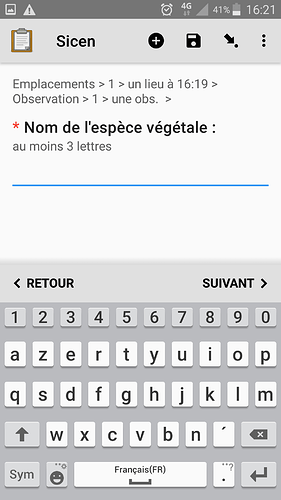 4G 41% 16:21
Sicen
Emplacements > 1 > un lieu à 16:19 >
Observation > 1 > une obs. >
* Nom de l'espèce végétale :
au moins 3 lettres
RETOUR SUIVANT
1 2 3 4 5 6 7 8 9 0
a z e r t y u i o p
q s d f g h j k l m
w x c v b n ´
Sym Français(FR) . ?